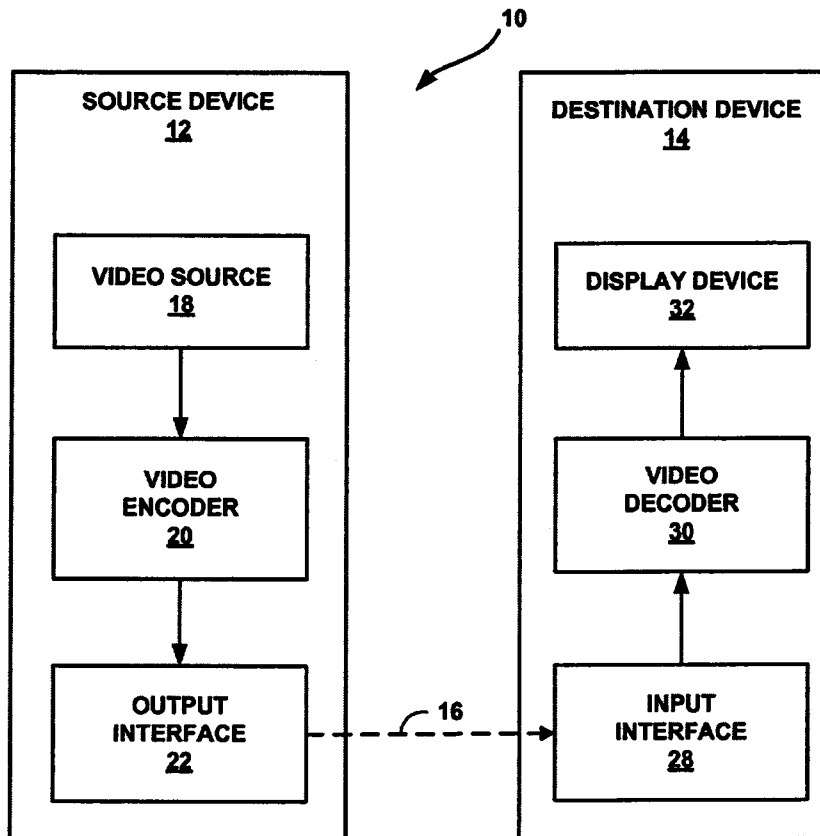 10
SOURCE DEVICE
12
VIDEO SOURCE
18
VIDEO
ENCODER
20
OUTPUT
INTERFACE
22
16
DESTINATION DEVICE
14
DISPLAY DEVICE
32
VIDEO
DECODER
30
INPUT
INTERFACE
28